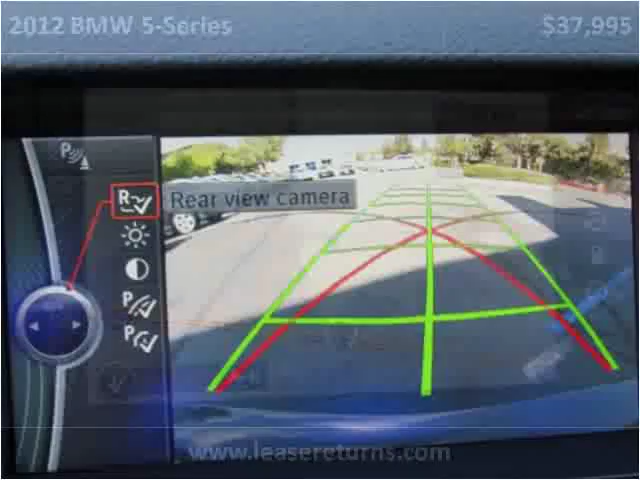 2012 BMW 5-Series
$37,995
P
R
Rear view camera
P
P
www.leasereturns.com